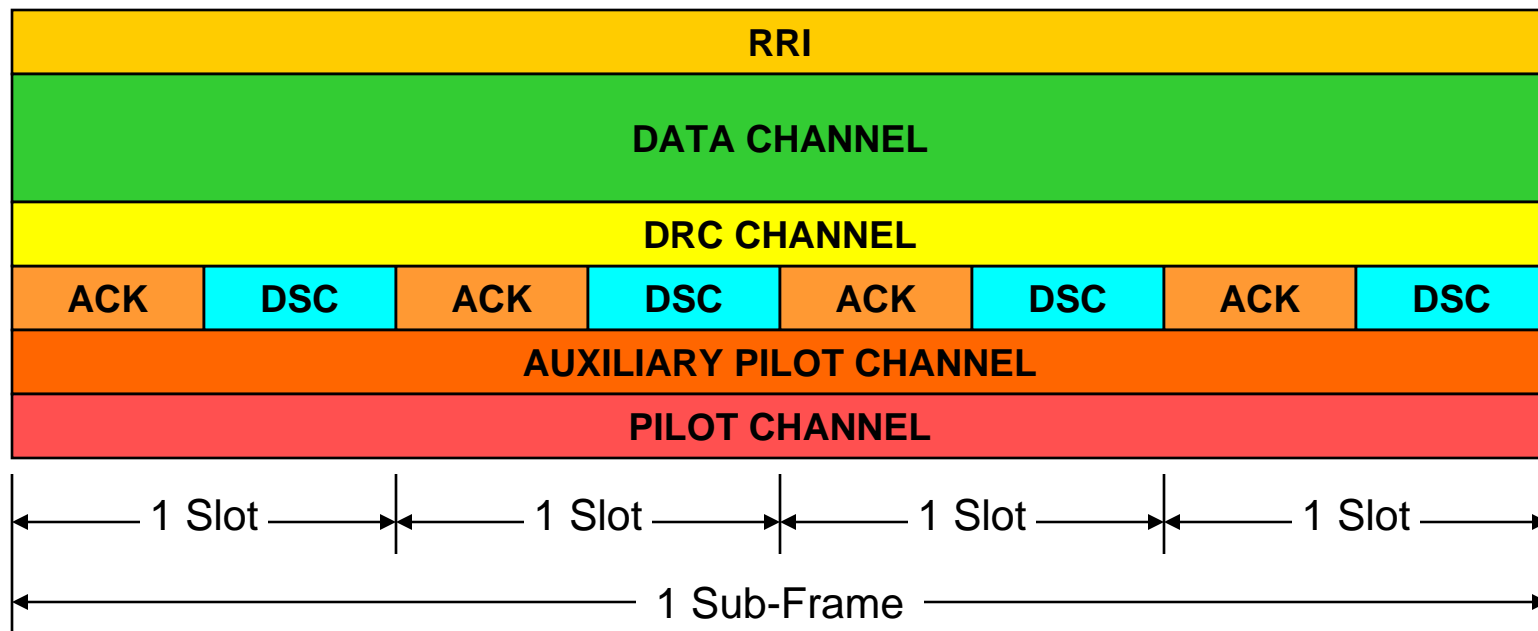 RRI
DATA CHANNEL
DRC CHANNEL
ACK DSC ACK DSC ACK DSC ACK DSC
AUXILIARY PILOT CHANNEL
PILOT CHANNEL
1 Slot 1 Slot 1 Slot 1 Slot
1 Sub-Frame